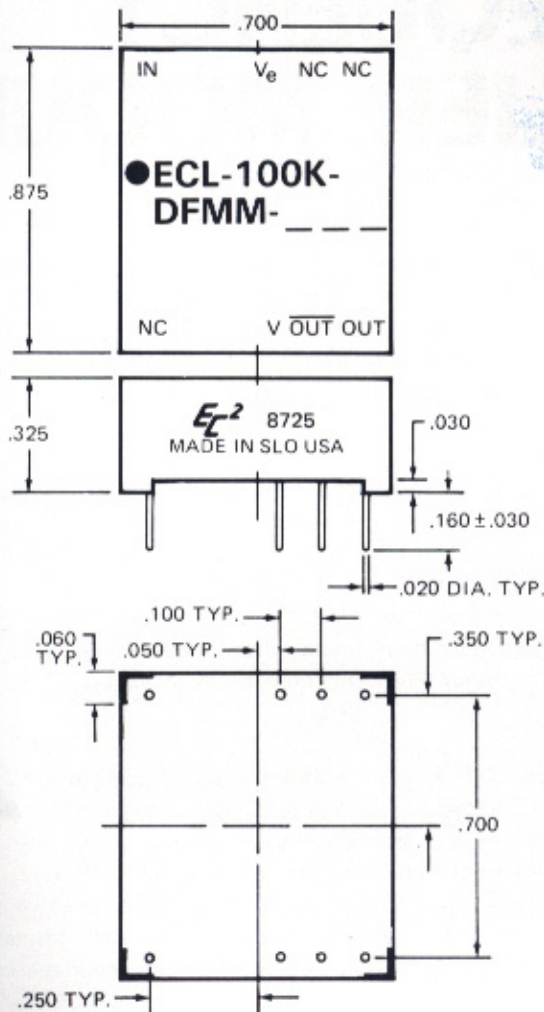 .700
IN Ve NC NC
.875
ECL-100K-
DFMM-_ _ _
NC V OUT OUT
.325
EC² 8725
MADE IN SLO USA
.030
.160±.030
.020 DIA. TYP.
.100 TYP.
.060
TYP.
.050 TYP.
.350 TYP.
.700
.250 TYP.